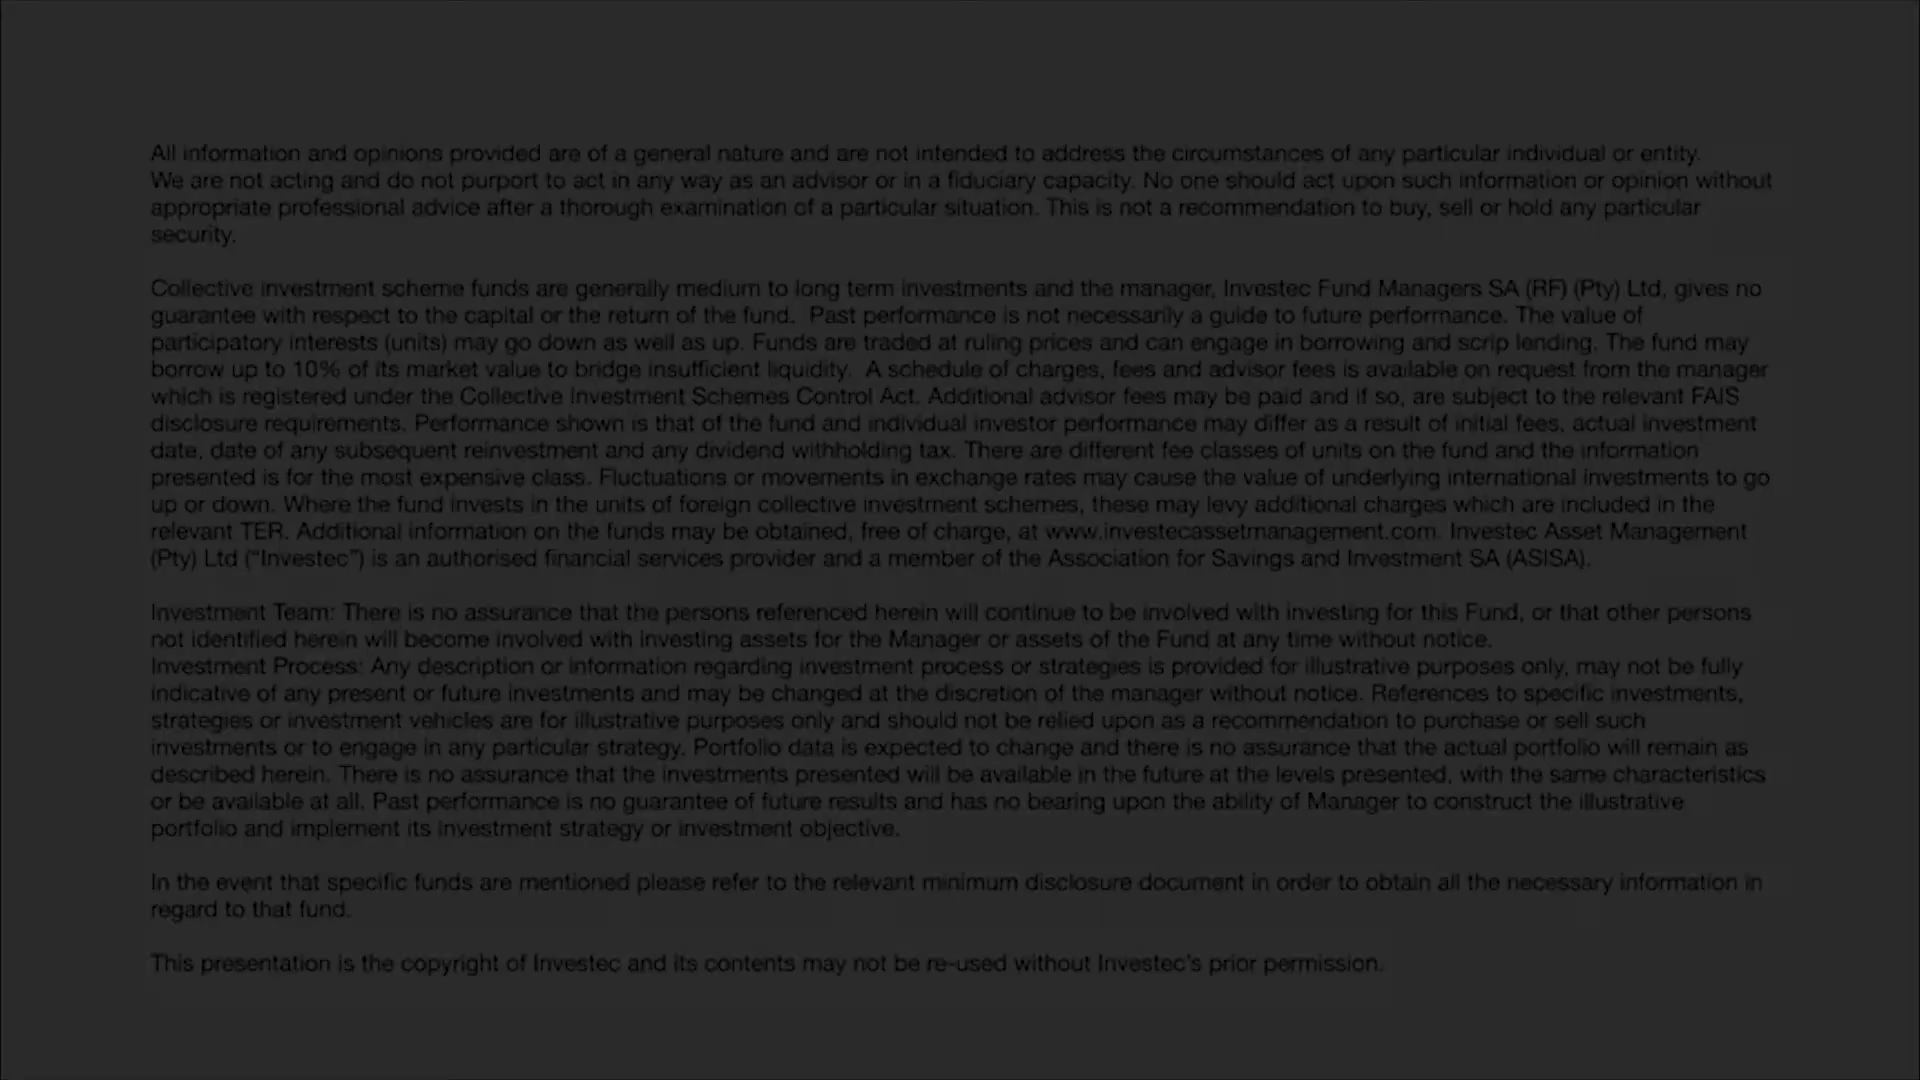 All information and opinions provided are of a general nature and are not intended to address the circumstances of any particular individual or entity.
We are not acting and do not purport to act in any way as an advisor or in a fiduciary capacity. No one should act upon such information or opinion without
appropriate professional advice after a thorough examination of a particular situation. This is not a recommendation to buy, sell or hold any particular
security.
Collective investment scheme funds are generally medium to long term investments and the manager, Investec Fund Managers SA (RF) (Pty) Ltd, gives no
guarantee with respect to the capital or the return of the fund.  Past performance is not necessarily a guide to future performance. The value of
participatory interests (units) may go down as well as up. Funds are traded at ruling prices and can engage in borrowing and scrip lending. The fund may
borrow up to 10% of its market value to bridge insufficient liquidity.  A schedule of charges, fees and advisor fees is available on request from the manager
which is registered under the Collective Investment Schemes Control Act. Additional advisor fees may be paid and if so, are subject to the relevant FAIS
disclosure requirements. Performance shown is that of the fund and individual investor performance may differ as a result of initial fees, actual investment
date, date of any subsequent reinvestment and any dividend withholding tax. There are different fee classes of units on the fund and the information
presented is for the most expensive class. Fluctuations or movements in exchange rates may cause the value of underlying international investments to go
up or down. Where the fund invests in the units of foreign collective investment schemes, these may levy additional charges which are included in the
relevant TER. Additional information on the funds may be obtained, free of charge, at www.investecassetmanagement.com. Investec Asset Management
(Pty) Ltd (“Investec”) is an authorised financial services provider and a member of the Association for Savings and Investment SA (ASISA).
Investment Team: There is no assurance that the persons referenced herein will continue to be involved with investing for this Fund, or that other persons
not identified herein will become involved with investing assets for the Manager or assets of the Fund at any time without notice.
Investment Process: Any description or information regarding investment process or strategies is provided for illustrative purposes only, may not be fully
indicative of any present or future investments and may be changed at the discretion of the manager without notice. References to specific investments,
strategies or investment vehicles are for illustrative purposes only and should not be relied upon as a recommendation to purchase or sell such
investments or to engage in any particular strategy. Portfolio data is expected to change and there is no assurance that the actual portfolio will remain as
described herein. There is no assurance that the investments presented will be available in the future at the levels presented, with the same characteristics
or be available at all. Past performance is no guarantee of future results and has no bearing upon the ability of Manager to construct the illustrative
portfolio and implement its investment strategy or investment objective.
In the event that specific funds are mentioned please refer to the relevant minimum disclosure document in order to obtain all the necessary information in
regard to that fund.
This presentation is the copyright of Investec and its contents may not be re-used without Investec’s prior permission.